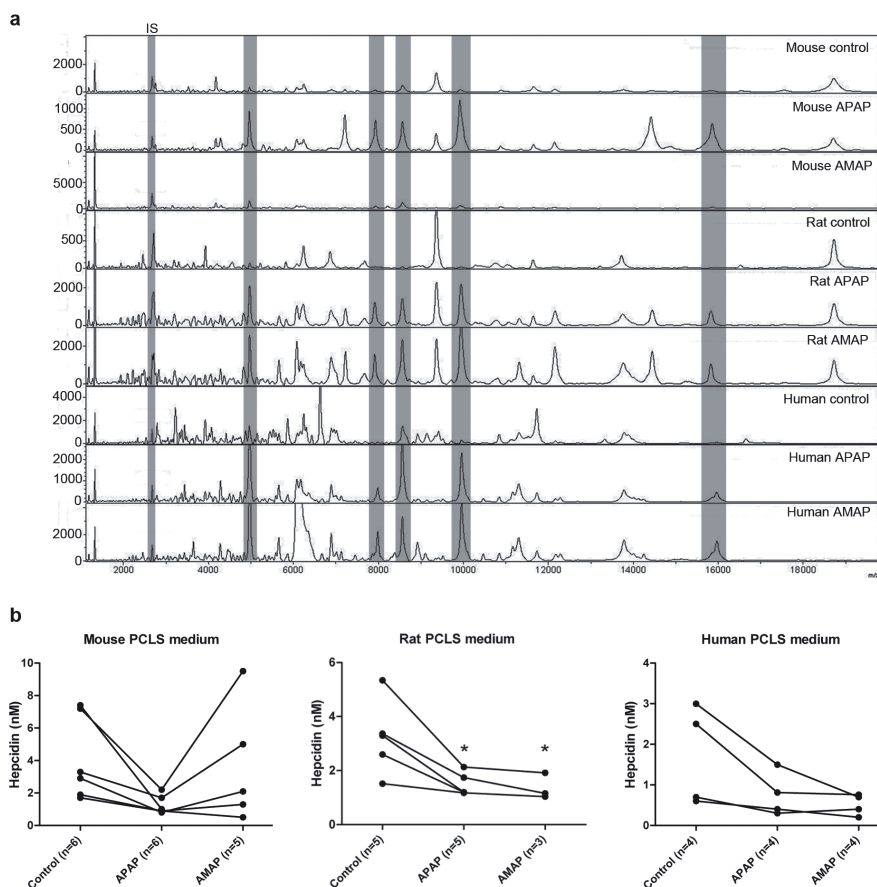 a
IS
Mouse control
2000
0
Mouse APAP
1000
500
0
Mouse AMAP
5000
0
Rat control
500
0
Rat APAP
2000
0
Rat AMAP
2000
0
Human control
4000
2000
0
Human APAP
2000
1000
0
Human AMAP
2000
0
2000 4000 6000 8000 10000 12000 14000 16000 18000
b
Mouse PCLS medium
Hepcidin (nM)
10
8
6
4
2
0
Control (n=6) APAP (n=6) AMAP (n=5)
Rat PCLS medium
Hepcidin (nM)
6
4
2
0
* *
Control (n=5) APAP (n=5) AMAP (n=3)
Human PCLS medium
Hepcidin (nM)
4
3
2
1
0
Control (n=4) APAP (n=4) AMAP (n=4)